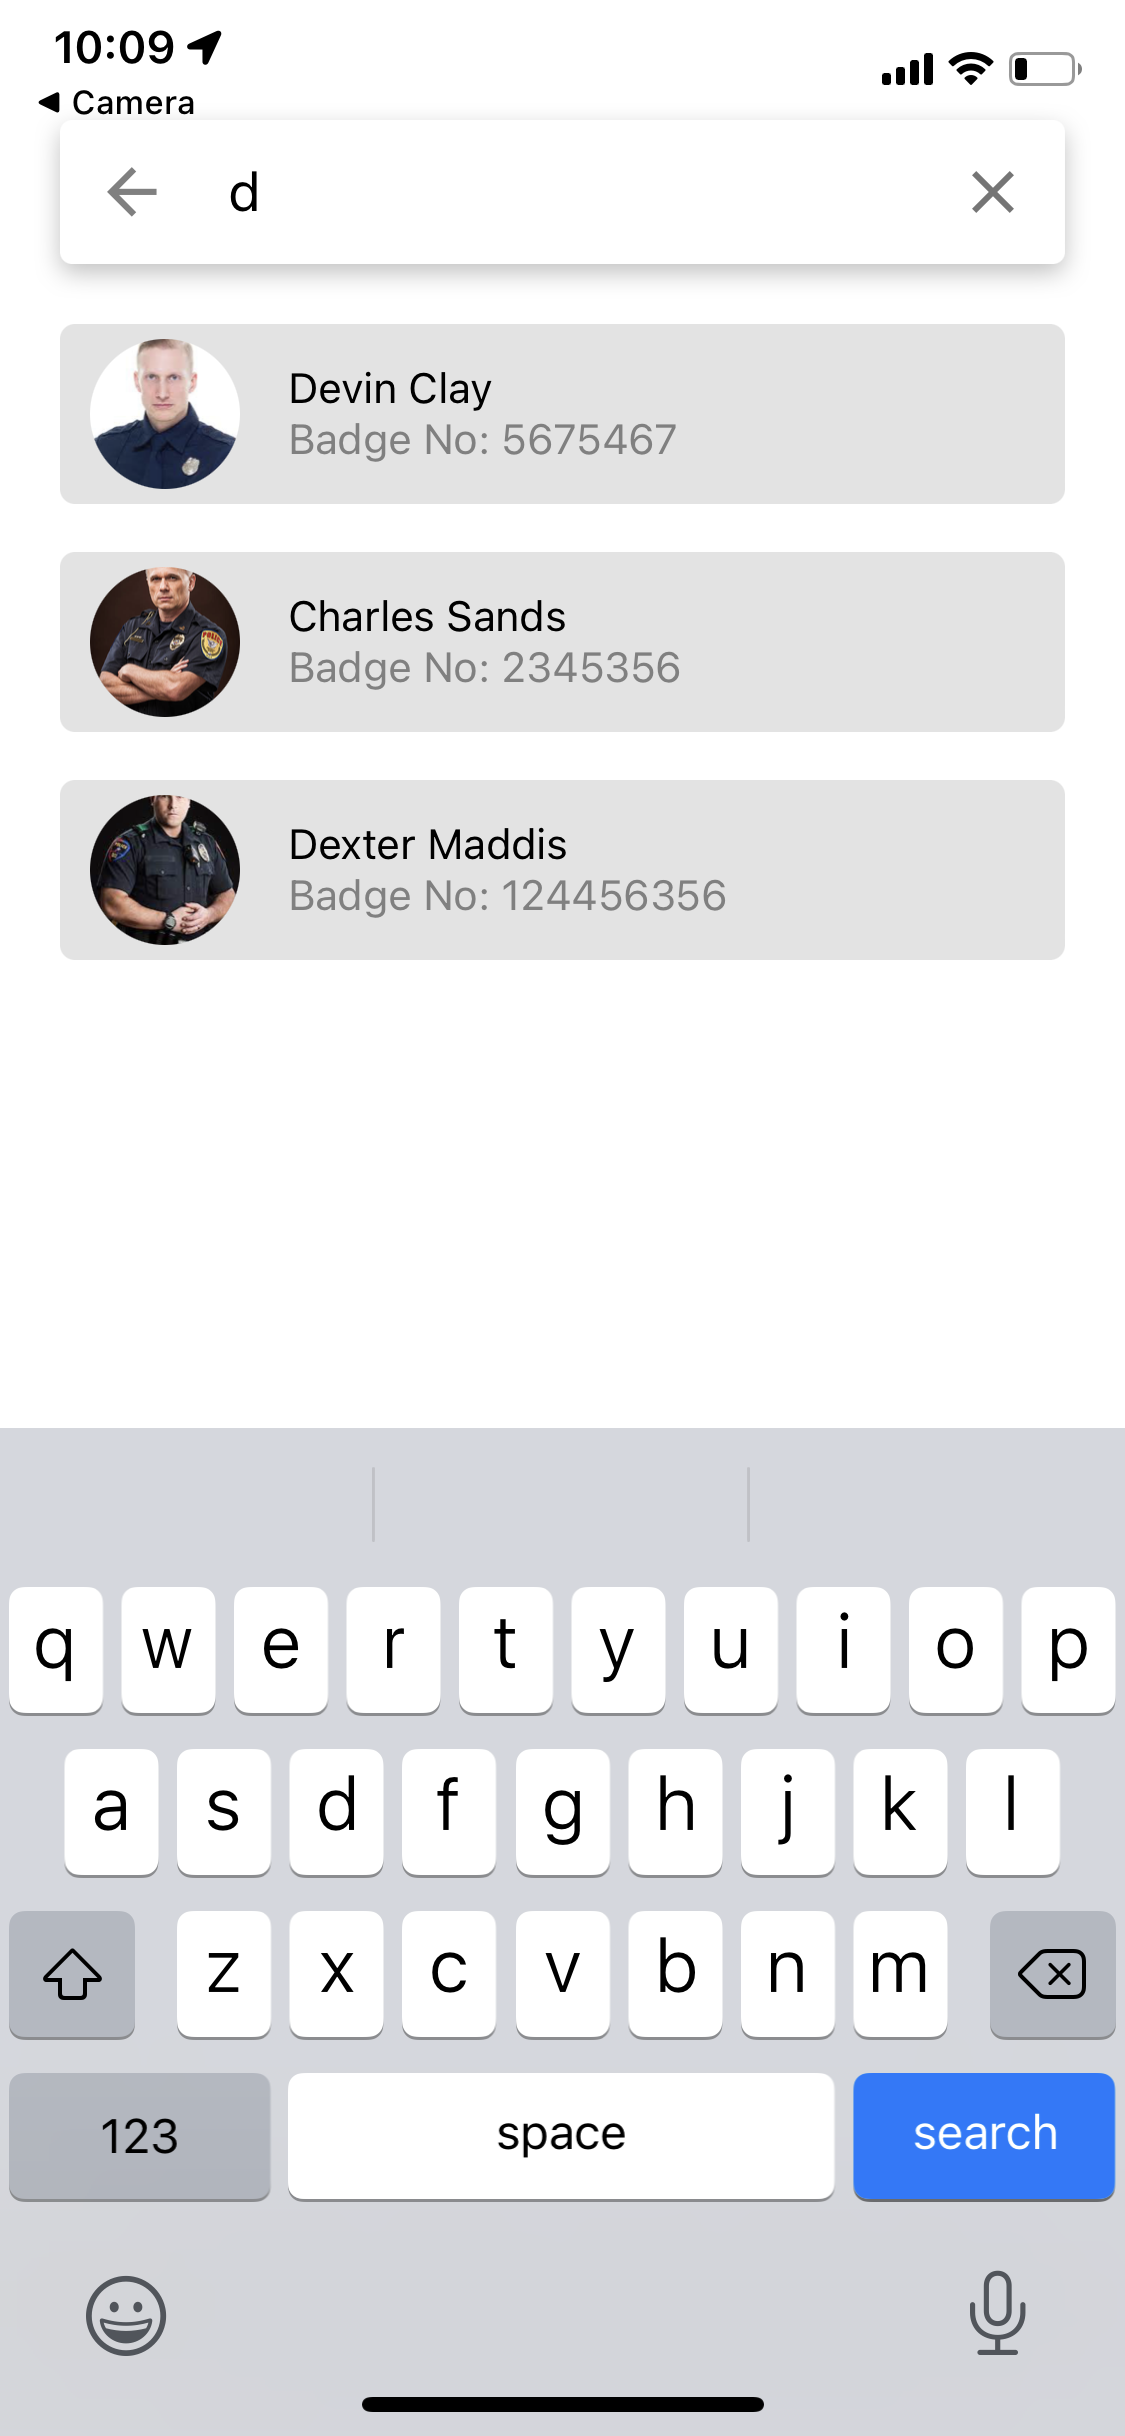 10:09
Camera
d
Devin Clay
Badge No: 5675467
Charles Sands
Badge No: 2345356
Dexter Maddis
Badge No: 124456356
q w e r t y u i o p
a s d f g h j k l
z x c v b n m
123 space search